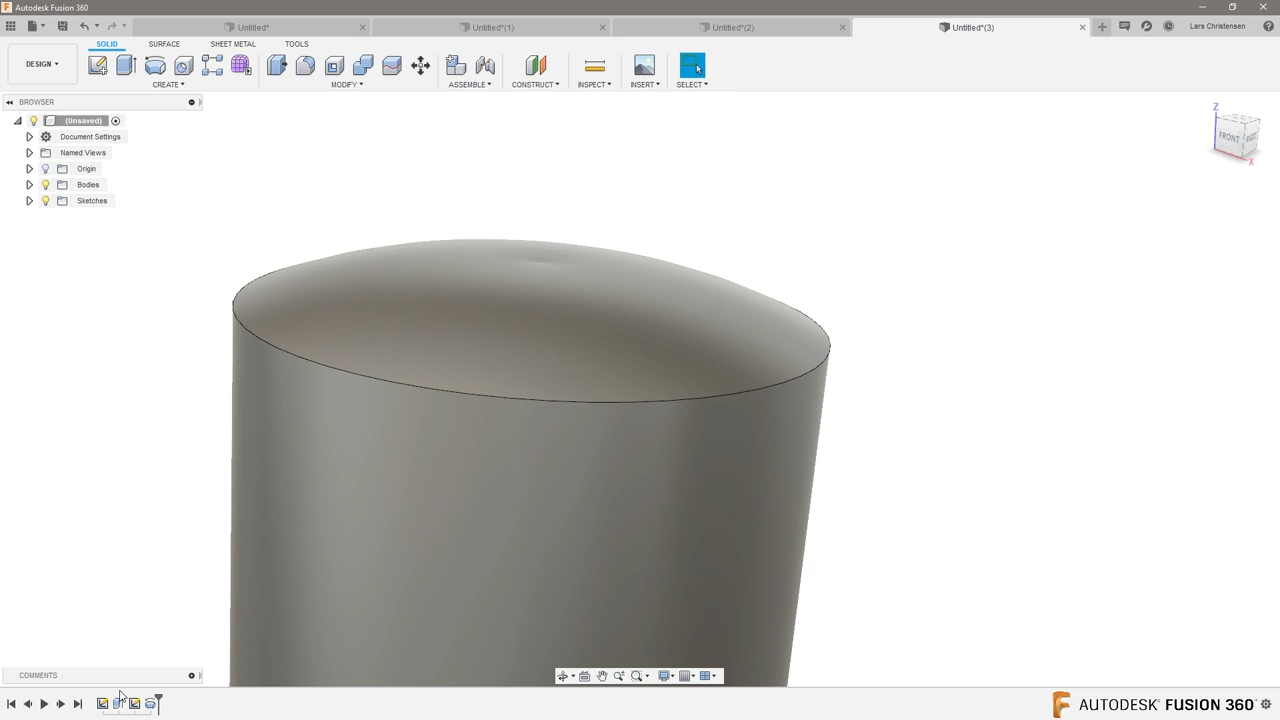 Autodesk Fusion 360
Untitled*
Untitled*(1)
Untitled*(2)
Untitled*(3)
Lars Christensen
SOLID
SURFACE
SHEET METAL
TOOLS
DESIGN
CREATE
MODIFY
ASSEMBLE
CONSTRUCT
INSPECT
INSERT
SELECT
BROWSER
(Unsaved)
Document Settings
Named Views
Origin
Bodies
Sketches
Z
FRONT
RIGHT
X
COMMENTS
AUTODESK FUSION 360